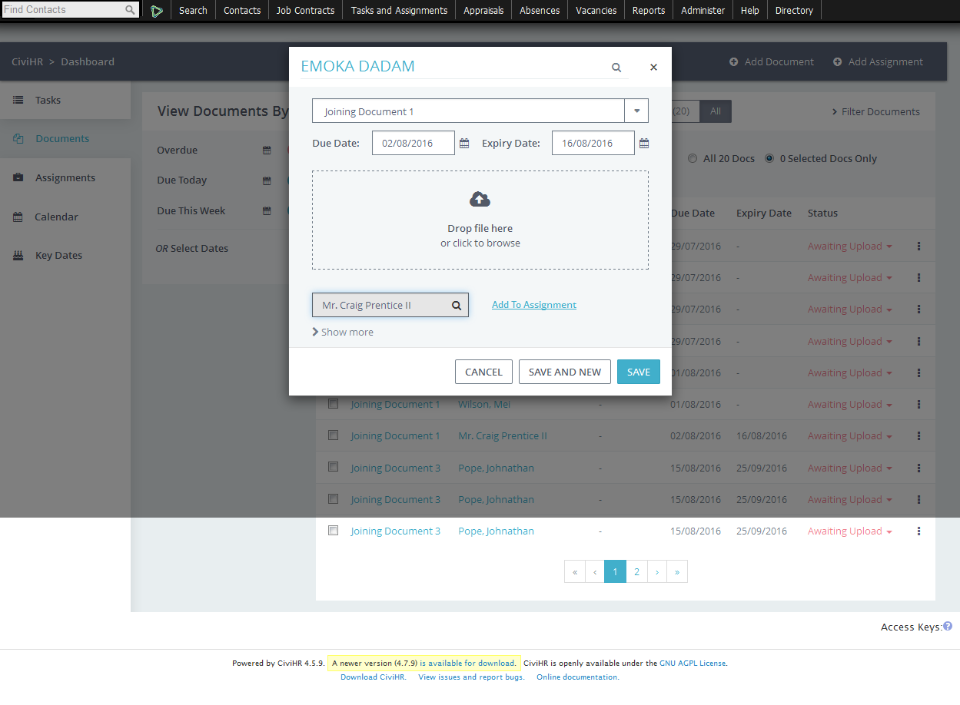 Find Contacts Search Contacts Job Contracts Tasks and Assignments Appraisals Absences Vacancies Reports Administer Help Directory
CiviHR > Dashboard
Add Document Add Assignment
Tasks
Documents
Assignments
Calendar
Key Dates
View Documents By
Overdue
Due Today
Due This Week
OR Select Dates
EMOKA DADAM
Joining Document 1
Due Date: 02/08/2016 Expiry Date: 16/08/2016
Drop file here
or click to browse
Mr. Craig Prentice II Add To Assignment
Show more
CANCEL SAVE AND NEW SAVE
(20) All Filter Documents
All 20 Docs 0 Selected Docs Only
Due Date Expiry Date Status
29/07/2016 - Awaiting Upload
29/07/2016 - Awaiting Upload
29/07/2016 - Awaiting Upload
29/07/2016 - Awaiting Upload
01/08/2016 - Awaiting Upload
Joining Document 1 Wilson, Mel - 01/08/2016 - Awaiting Upload
Joining Document 1 Mr. Craig Prentice II - 02/08/2016 16/08/2016 Awaiting Upload
Joining Document 3 Pope, Johnathan - 15/08/2016 25/09/2016 Awaiting Upload
Joining Document 3 Pope, Johnathan - 15/08/2016 25/09/2016 Awaiting Upload
Joining Document 3 Pope, Johnathan - 15/08/2016 25/09/2016 Awaiting Upload
« ‹ 1 2 › »
Access Keys:?
Powered by CiviHR 4.5.9. A newer version (4.7.9) is available for download. CiviHR is openly available under the GNU AGPL License.
Download CiviHR. View issues and report bugs. Online documentation.